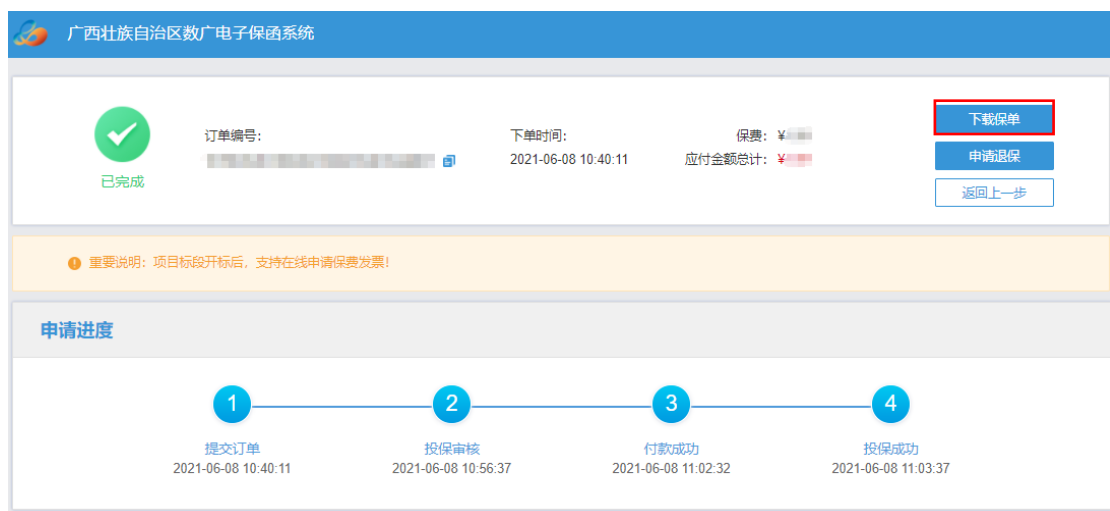 广西壮族自治区数广电子保函系统
下载保单
订单编号：
下单时间：
保费：¥
2021-06-08 10:40:11
应付金额总计：¥
申请退保
已完成
返回上一步
重要说明：项目标段开标后，支持在线申请保费发票！
申请进度
1 2 3 4
提交订单 投保审核 付款成功 投保成功
2021-06-08 10:40:11 2021-06-08 10:56:37 2021-06-08 11:02:32 2021-06-08 11:03:37